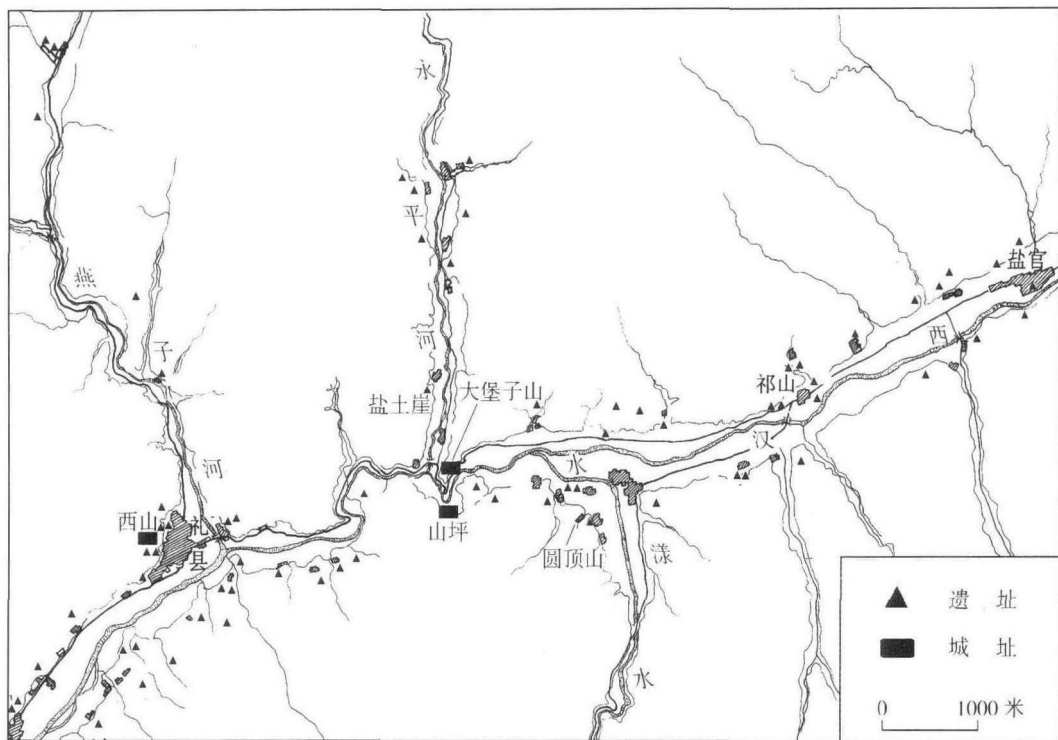 永
平
河
燕
子
河
盐官
西
祁山
汉
大堡子山
盐土崖
水
西山
礼
县
山坪
圆顶山
漾
水
遗 址
城 址
0 1000 米